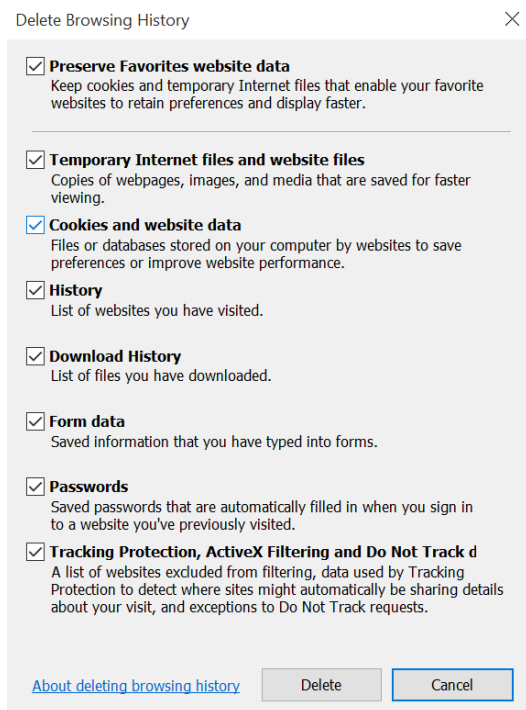 Delete Browsing History
Preserve Favorites website data
Keep cookies and temporary Internet files that enable your favorite
websites to retain preferences and display faster.
Temporary Internet files and website files
Copies of webpages, images, and media that are saved for faster
viewing.
Cookies and website data
Files or databases stored on your computer by websites to save
preferences or improve website performance.
History
List of websites you have visited.
Download History
List of files you have downloaded.
Form data
Saved information that you have typed into forms.
Passwords
Saved passwords that are automatically filled in when you sign in
to a website you've previously visited.
Tracking Protection, ActiveX Filtering and Do Not Track d
A list of websites excluded from filtering, data used by Tracking
Protection to detect where sites might automatically be sharing details
about your visit, and exceptions to Do Not Track requests.
About deleting browsing history Delete Cancel